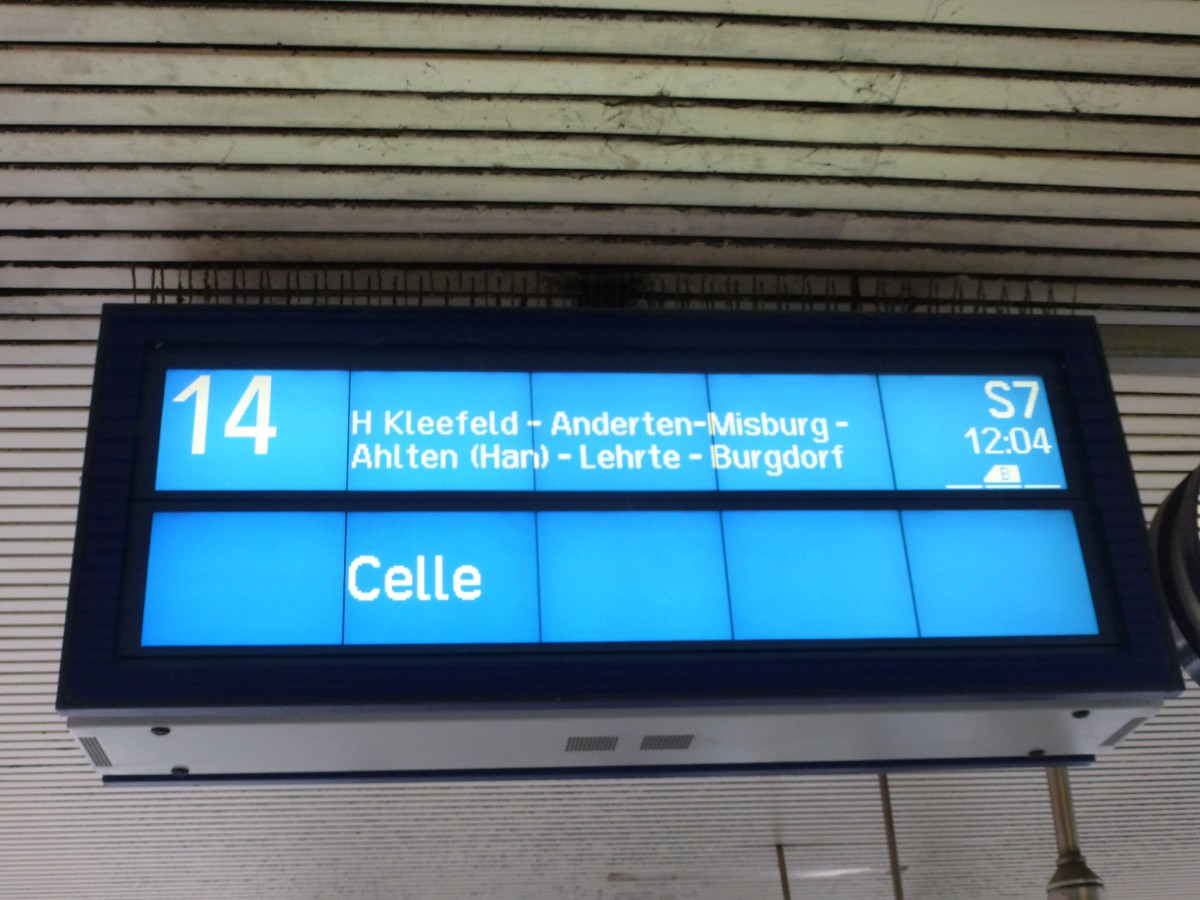 14
H Kleefeld - Anderten-Misburg -
Ahlten (Han) - Lehrte - Burgdorf
S7
12:04
B
Celle